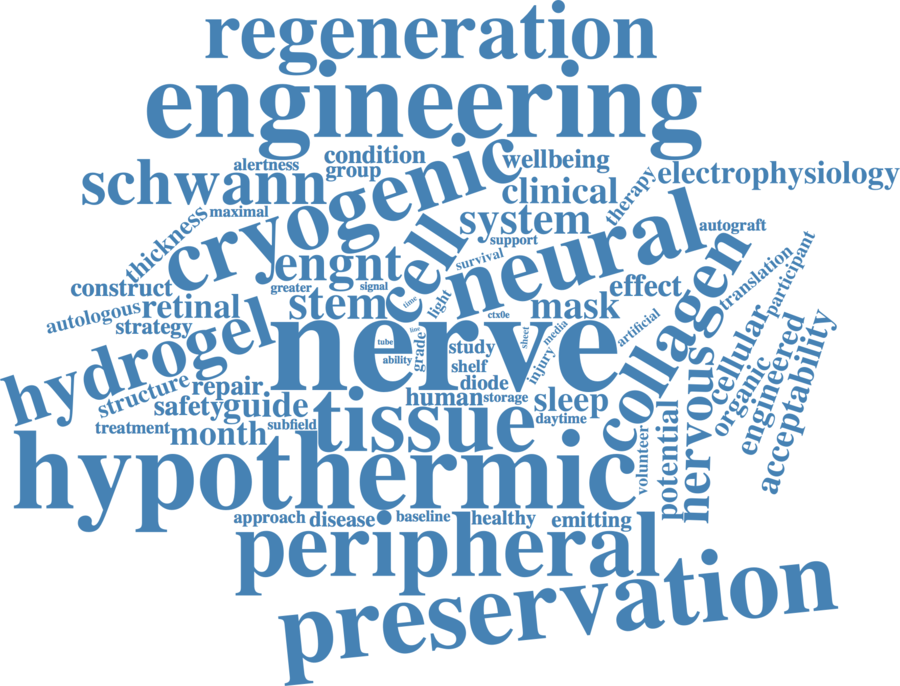 regeneration
engineering
alertness
condition
group
wellbeing
schwann
cryogenic
clinical
therapy
electrophysiology
maximal
thickness
system
support
neural
autograft
cell
engnt
survival
construct
greater
signal
stem
time
light
ctx0e
mask
effect
translation
participant
autologous
retinal
strategy
hydrogel
nerve
tube
line
ability
grade
study
shelf
diode
sheet
media
injury
artificial
collagen
cellular
organic
engineered
acceptability
structure
repair
safety
guide
human
storage
sleep
daytime
treatment
month
subfield
tissue
nervous
potential
volunteer
hypothermic
approach
disease
baseline
healthy
emitting
peripheral
preservation